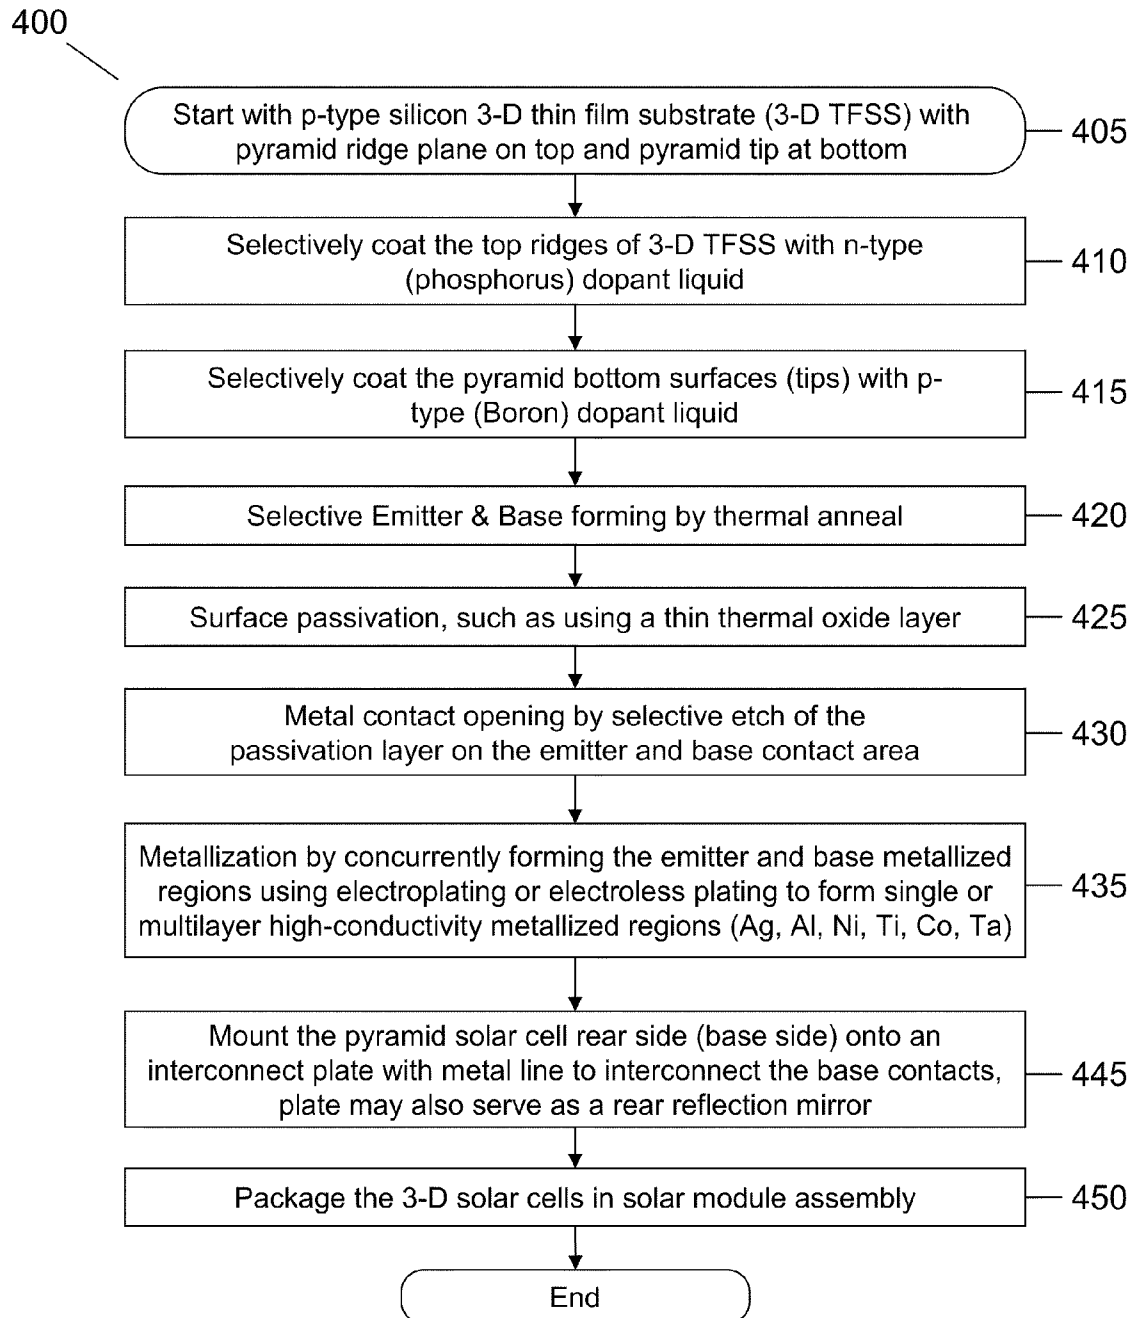 400
Start with p-type silicon 3-D thin film substrate (3-D TFSS) with
pyramid ridge plane on top and pyramid tip at bottom
405
Selectively coat the top ridges of 3-D TFSS with n-type
(phosphorus) dopant liquid
410
Selectively coat the pyramid bottom surfaces (tips) with p-
type (Boron) dopant liquid
415
Selective Emitter & Base forming by thermal anneal
420
Surface passivation, such as using a thin thermal oxide layer
425
Metal contact opening by selective etch of the
passivation layer on the emitter and base contact area
430
Metallization by concurrently forming the emitter and base metallized
regions using electroplating or electroless plating to form single or
multilayer high-conductivity metallized regions (Ag, Al, Ni, Ti, Co, Ta)
435
Mount the pyramid solar cell rear side (base side) onto an
interconnect plate with metal line to interconnect the base contacts,
plate may also serve as a rear reflection mirror
445
Package the 3-D solar cells in solar module assembly
450
End